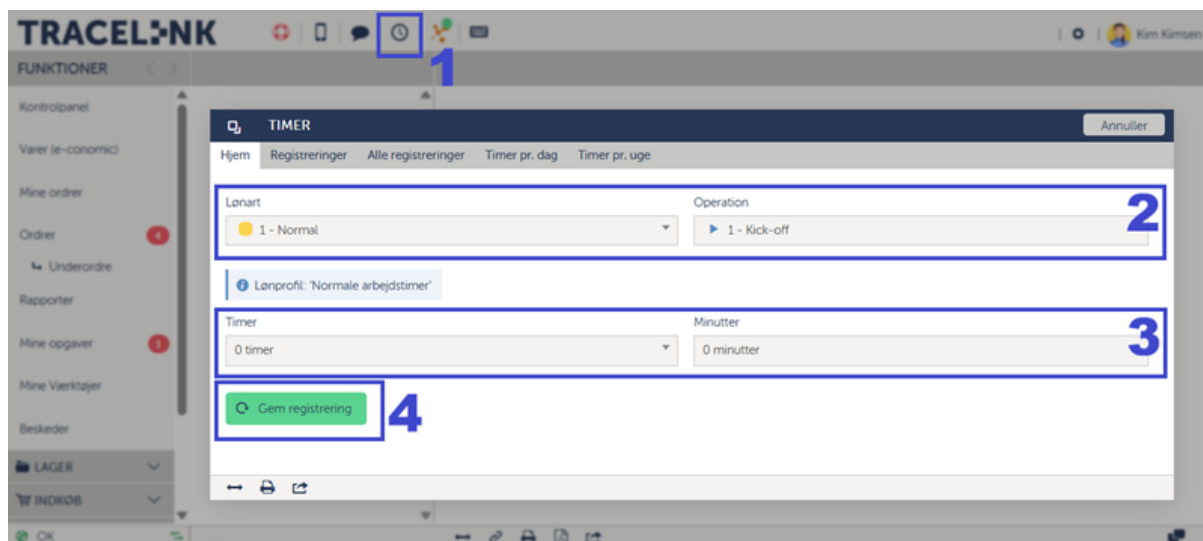 TRACELINK
1
Kim Kimsen
FUNKTIONER
Kontrolpanel
Varer (e-conomic)
Mine ordrer
Ordrer 4
Underordre
Rapporter
Mine opgaver 1
Mine Værktøjer
Beskeder
LAGER
INDKØB
OK
TIMER Annuller
Hjem Registreringer Alle registreringer Timer pr. dag Timer pr. uge
Lønart Operation 2
1 - Normal 1 - Kick-off
Lønprofil: 'Normale arbejdstimer'
Timer Minutter 3
0 timer 0 minutter
Gem registrering 4